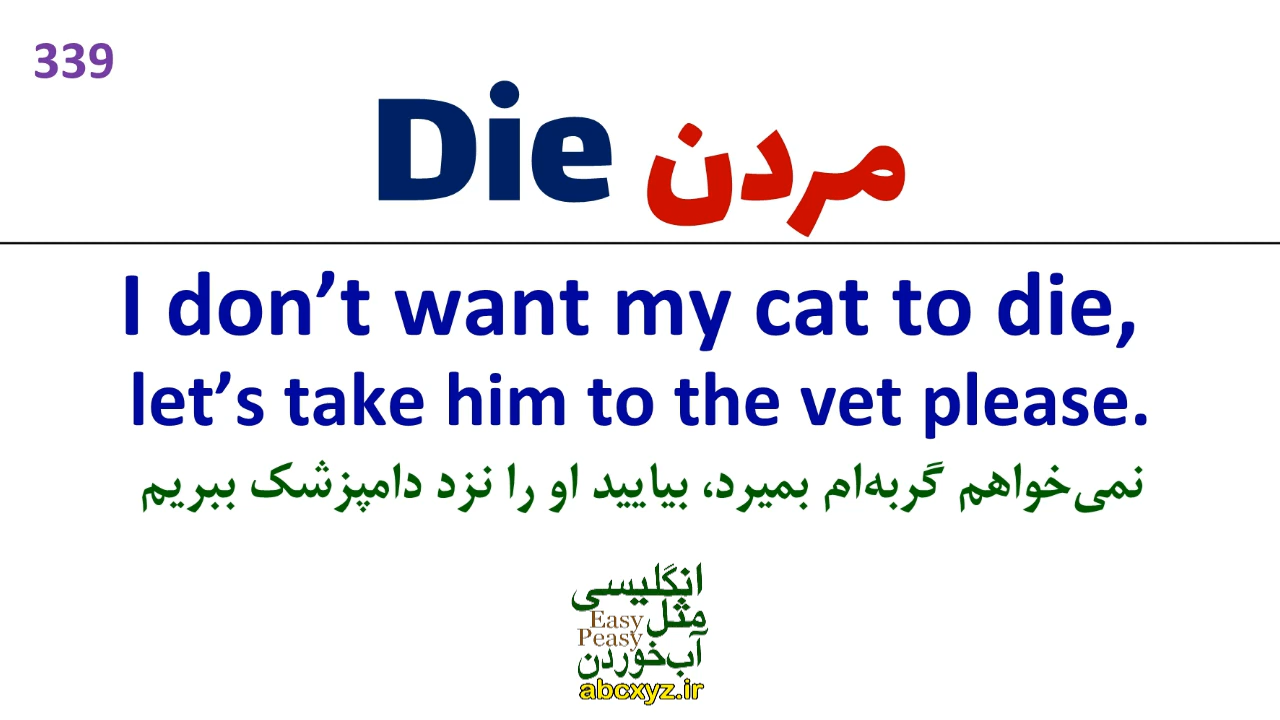 339
Die مردن
I don’t want my cat to die,
let’s take him to the vet please.
نمی‌خواهم گربه‌ام بمیرد، بیایید او را نزد دامپزشک ببریم
انگلیسی
مثل
Easy
Peasy
آب‌خوردن
abcxyz.ir